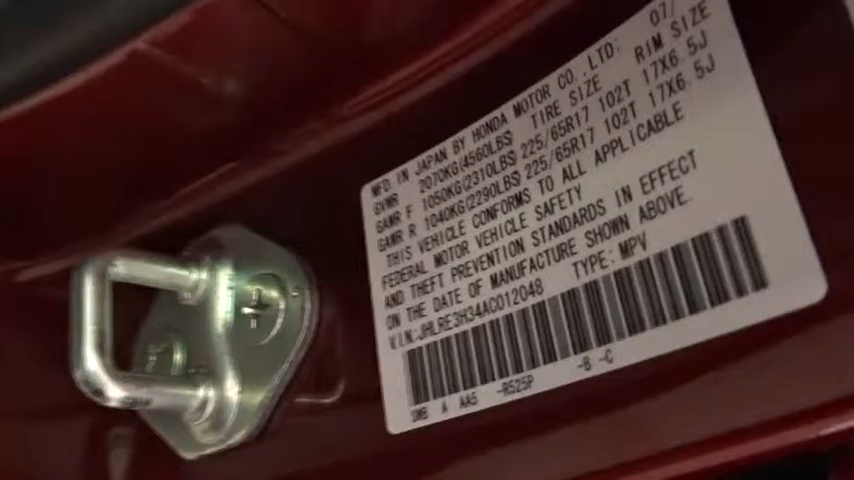 MFD. IN JAPAN BY HONDA MOTOR CO.,LTD. 07/
GVWR 2070KG(4560LBS) TIRE SIZE RIM SIZE
GAWR F 1050KG(2310LBS) 225/65R17 102T 17X6.5J
GAWR R 1040KG(2290LBS) 225/65R17 102T 17X6.5J
THIS VEHICLE CONFORMS TO ALL APPLICABLE
FEDERAL MOTOR VEHICLE SAFETY
AND THEFT PREVENTION STANDARDS IN EFFECT
ON THE DATE OF MANUFACTURE SHOWN ABOVE.
V.I.N:JHLRE3H34AC012048 TYPE: MPV
SWB A AA5 -R525P -B -C